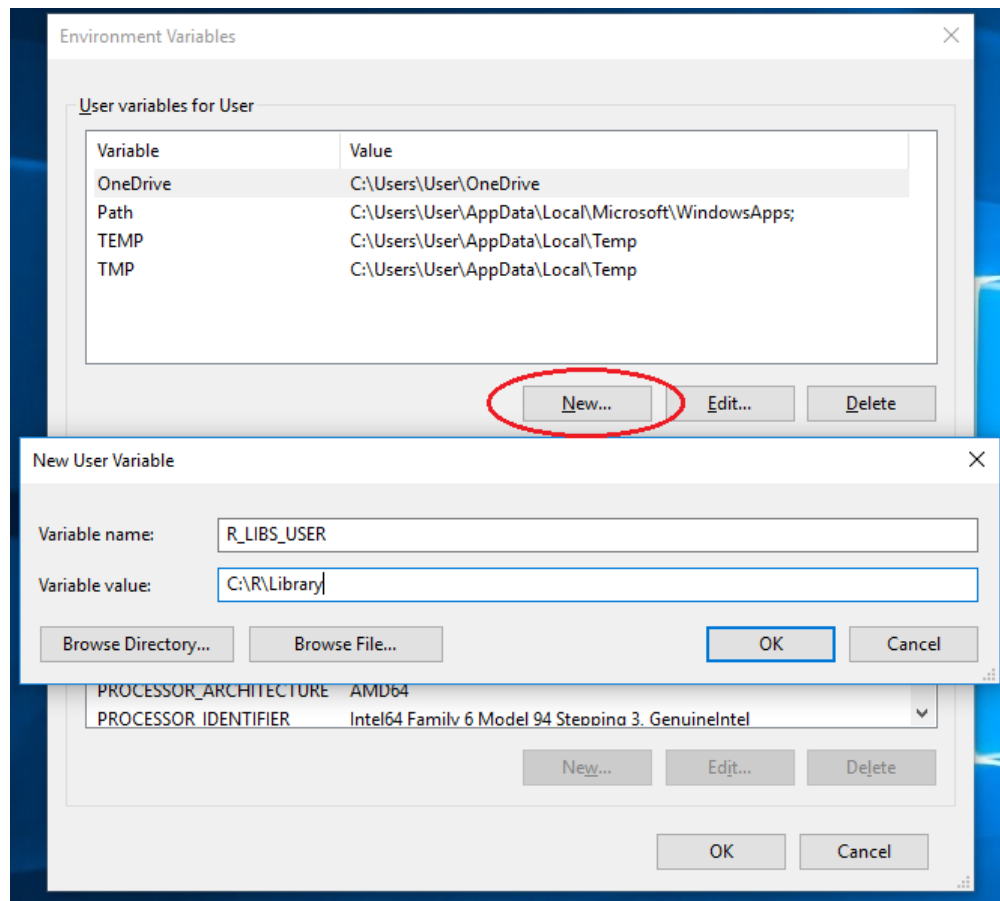 Environment Variables
User variables for User
Variable Value
OneDrive C:\Users\User\OneDrive
Path C:\Users\User\AppData\Local\Microsoft\WindowsApps;
TEMP C:\Users\User\AppData\Local\Temp
TMP C:\Users\User\AppData\Local\Temp
New... Edit... Delete
New User Variable
Variable name: R_LIBS_USER
Variable value: C:\R\Library
Browse Directory... Browse File... OK Cancel
PROCESSOR_ARCHITECTURE AMD64
PROCESSOR_IDENTIFIER Intel64 Family 6 Model 94 Stepping 3, GenuineIntel
New... Edit... Delete
OK Cancel